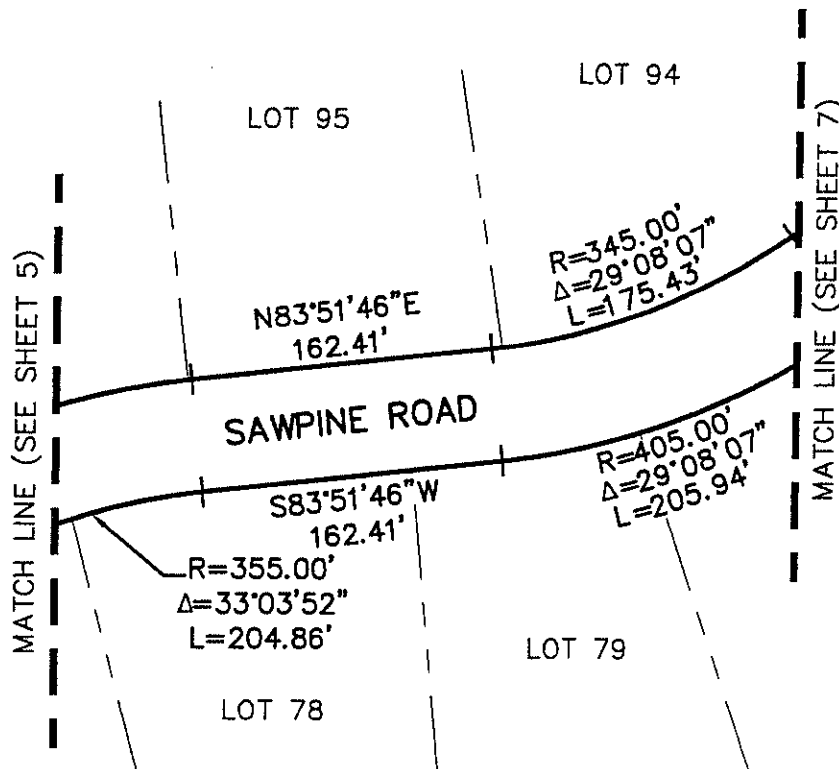 LOT 94
LOT 95
MATCH LINE (SEE SHEET 7)
R=345.00'
Δ=29°08'07"
L=175.43'
MATCH LINE (SEE SHEET 5)
N83°51'46"E
162.41'
SAWPINE ROAD
R=405.00'
Δ=29°08'07"
L=205.94'
S83°51'46"W
162.41'
R=355.00'
Δ=33°03'52"
L=204.86'
LOT 79
LOT 78